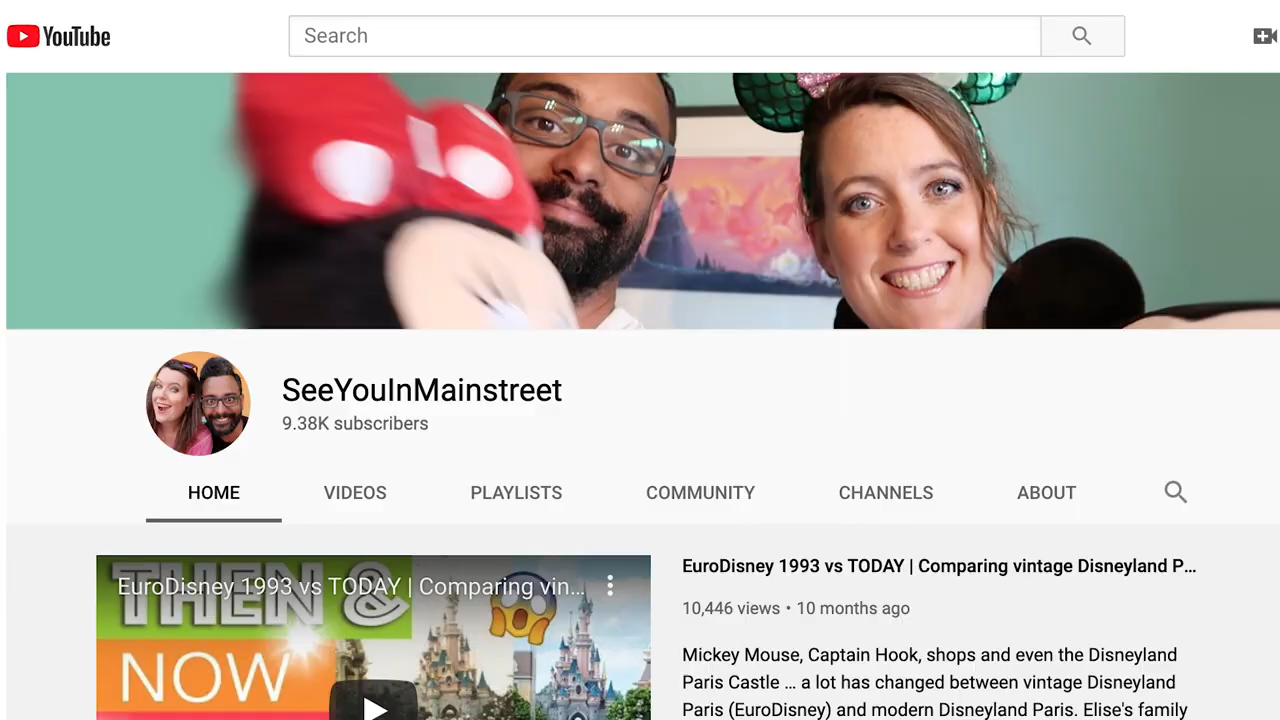 YouTube
Search
SeeYouInMainstreet
9.38K subscribers
HOME VIDEOS PLAYLISTS COMMUNITY CHANNELS ABOUT
THEN &
EuroDisney 1993 vs TODAY | Comparing vin...
NOW
EuroDisney 1993 vs TODAY | Comparing vintage Disneyland P...
10,446 views • 10 months ago
Mickey Mouse, Captain Hook, shops and even the Disneyland
Paris Castle ... a lot has changed between vintage Disneyland
Paris (EuroDisney) and modern Disneyland Paris. Elise's family